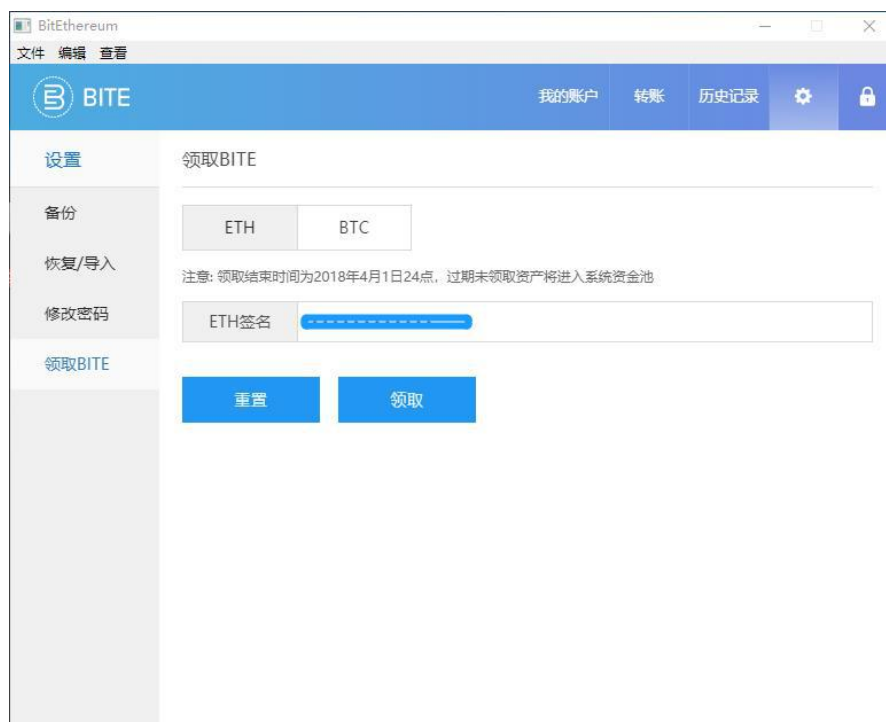 BitEthereum
文件 编辑 查看
BITE 我的账户 转账 历史记录
设置
领取BITE
备份
ETH BTC
恢复/导入
注意: 领取结束时间为2018年4月1日24点，过期未领取资产将进入系统资金池
修改密码
ETH签名
领取BITE
重置 领取